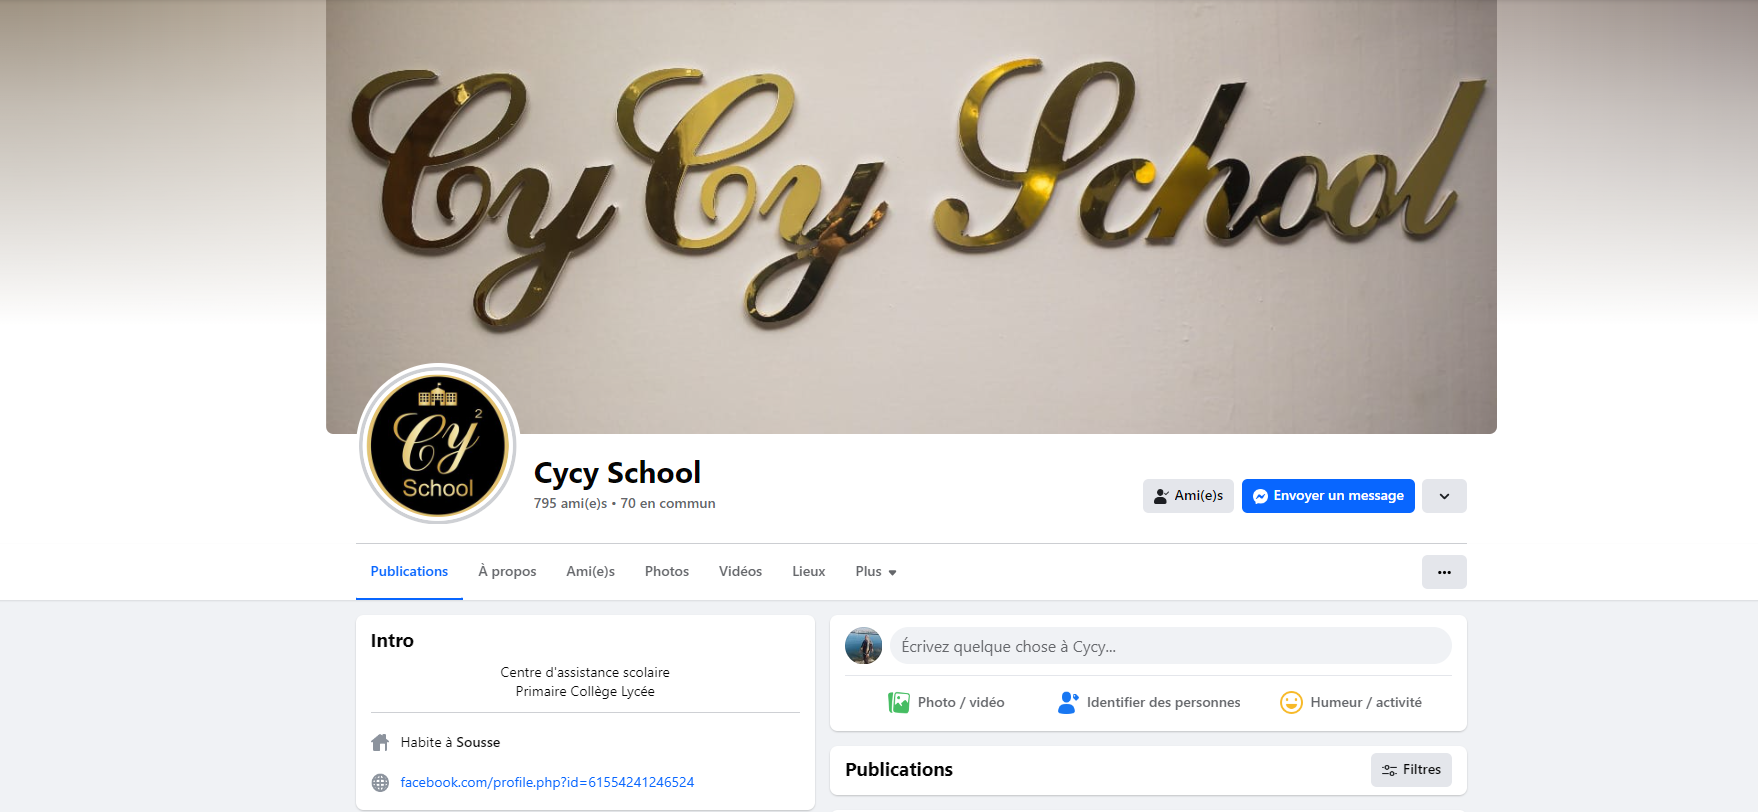 CyCy School
Cy²
School
Cycy School
795 ami(e)s • 70 en commun
Ami(e)s
Envoyer un message
Publications
À propos
Ami(e)s
Photos
Vidéos
Lieux
Plus
Intro
Centre d'assistance scolaire
Primaire Collège Lycée
Habite à Sousse
facebook.com/profile.php?id=61554241246524
Écrivez quelque chose à Cycy...
Photo / vidéo
Identifier des personnes
Humeur / activité
Publications
Filtres